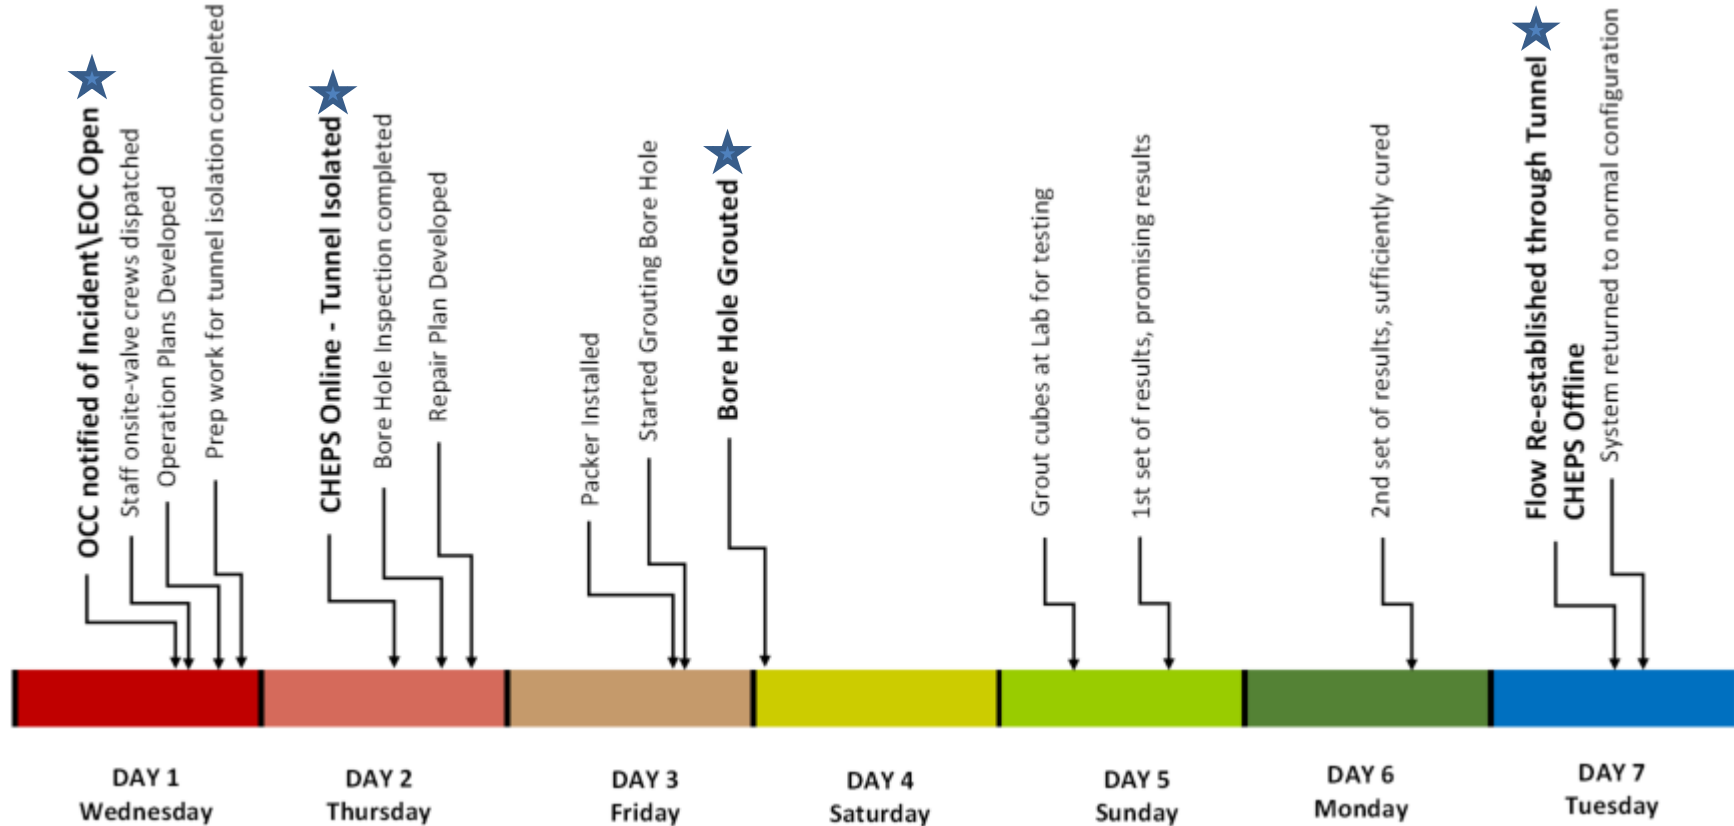 OCC notified of Incident\EOC Open
Staff onsite-valve crews dispatched
Operation Plans Developed
Prep work for tunnel isolation completed
CHEPS Online - Tunnel Isolated
Bore Hole Inspection completed
Repair Plan Developed
Packer Installed
Started Grouting Bore Hole
Bore Hole Grouted
Grout cubes at Lab for testing
1st set of results, promising results
2nd set of results, sufficiently cured
Flow Re-established through Tunnel
CHEPS Offline
System returned to normal configuration
DAY 1
Wednesday
DAY 2
Thursday
DAY 3
Friday
DAY 4
Saturday
DAY 5
Sunday
DAY 6
Monday
DAY 7
Tuesday